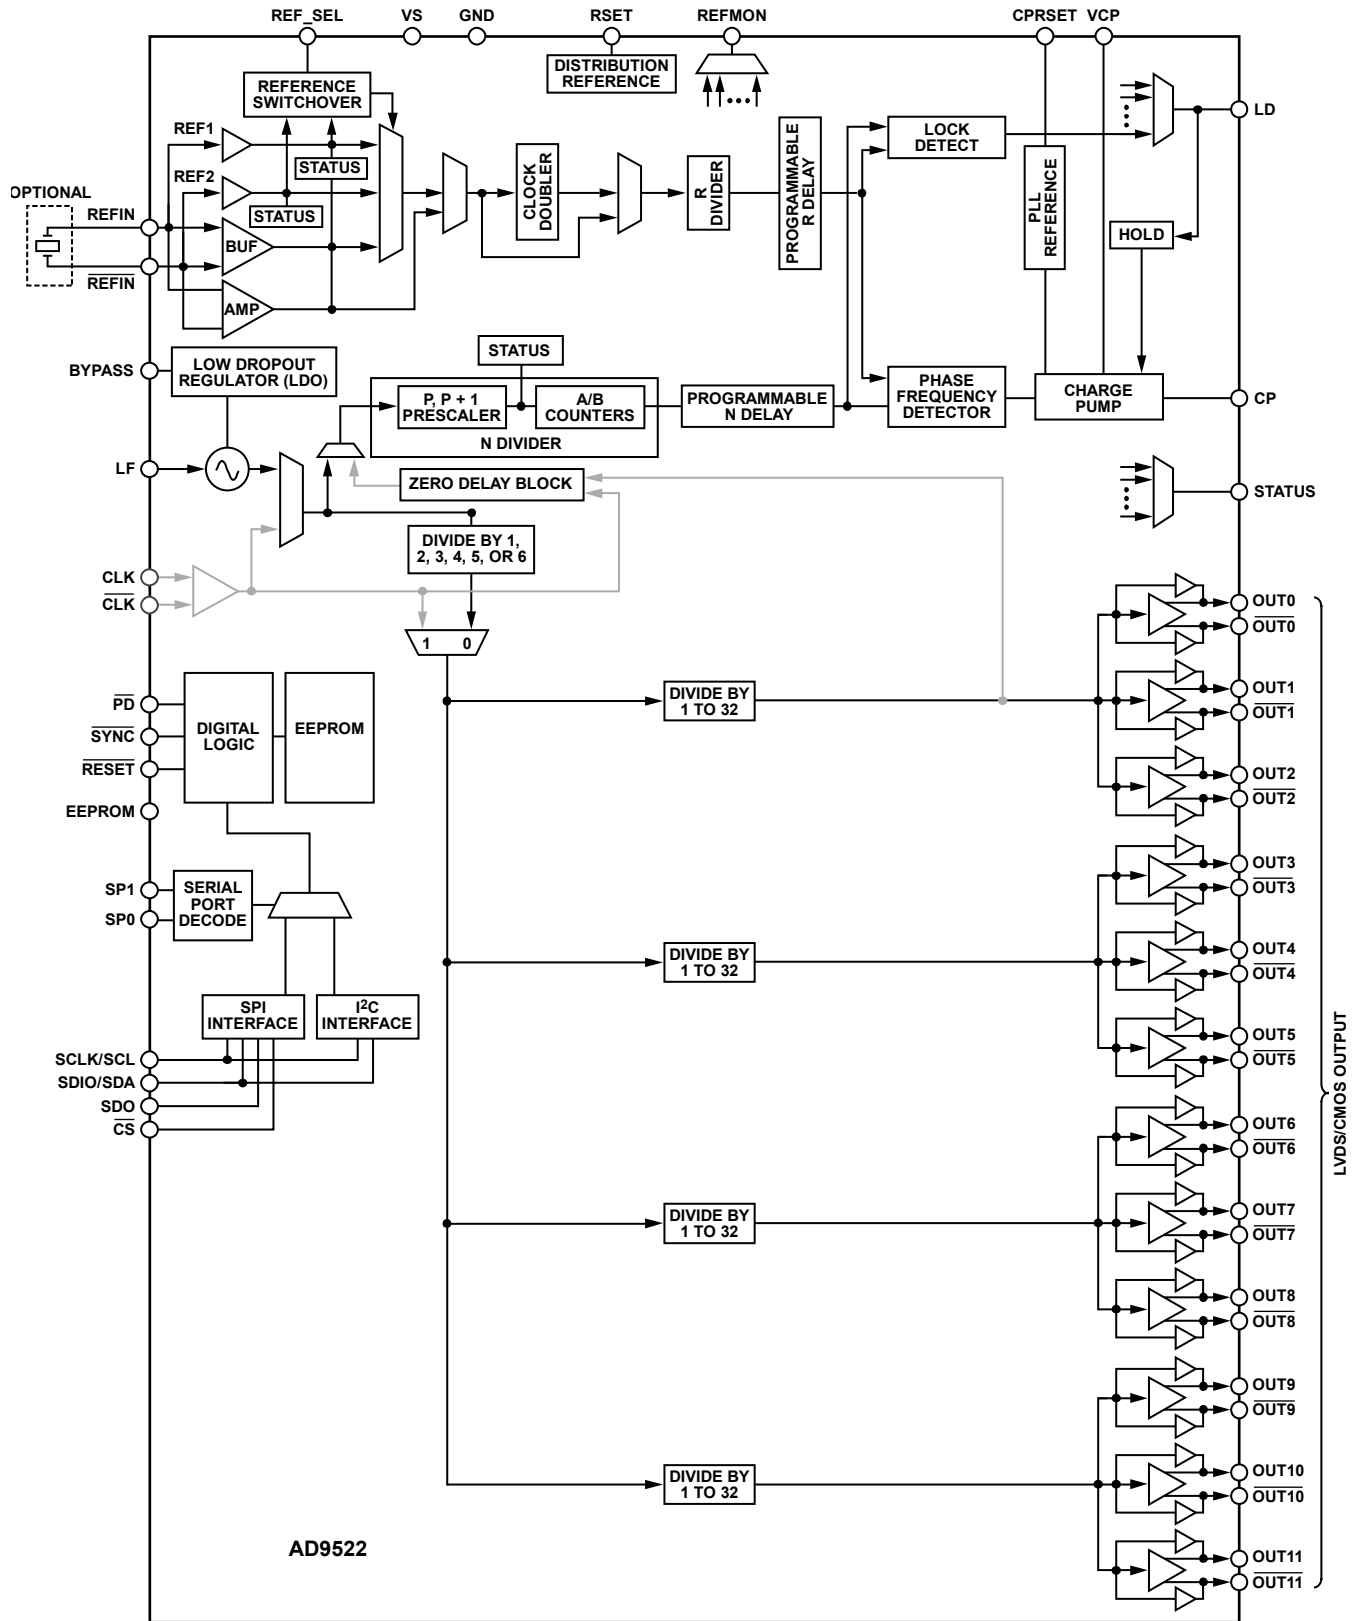 REF_SEL
VS
GND
RSET
REFMON
CPRSET
VCP
DISTRIBUTION
REFERENCE
REFERENCE
SWITCHOVER
REF1
STATUS
REF2
STATUS
OPTIONAL
REFIN
BUF
REFIN
AMP
CLOCK
DOUBLER
R
DIVIDER
PROGRAMMABLE
R DELAY
LOCK
DETECT
PLL
REFERENCE
LD
HOLD
BYPASS
LOW DROPOUT
REGULATOR (LDO)
STATUS
P, P + 1
PRESCALER
A/B
COUNTERS
N DIVIDER
PROGRAMMABLE
N DELAY
PHASE
FREQUENCY
DETECTOR
CHARGE
PUMP
CP
LF
ZERO DELAY BLOCK
STATUS
DIVIDE BY 1,
2, 3, 4, 5, OR 6
CLK
CLK
1 0
OUT0
OUT0
DIVIDE BY
1 TO 32
OUT1
OUT1
OUT2
OUT2
PD
SYNC
RESET
DIGITAL
LOGIC
EEPROM
EEPROM
SP1
SP0
SERIAL
PORT
DECODE
OUT3
OUT3
DIVIDE BY
1 TO 32
OUT4
OUT4
OUT5
OUT5
SPI
INTERFACE
I2C
INTERFACE
SCLK/SCL
SDIO/SDA
SDO
CS
LVDS/CMOS OUTPUT
OUT6
OUT6
DIVIDE BY
1 TO 32
OUT7
OUT7
OUT8
OUT8
OUT9
OUT9
DIVIDE BY
1 TO 32
OUT10
OUT10
OUT11
OUT11
AD9522